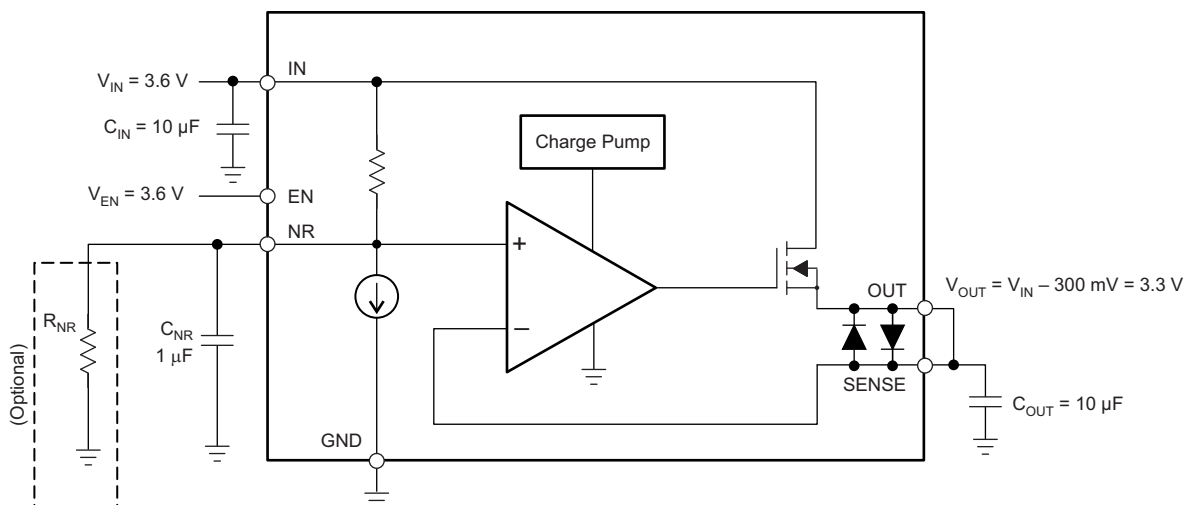 IN
V_IN = 3.6 V
C_IN = 10 µF
Charge Pump
V_EN = 3.6 V
EN
NR
+
−
OUT
V_OUT = V_IN – 300 mV = 3.3 V
SENSE
C_OUT = 10 µF
(Optional)
R_NR
C_NR
1 µF
GND